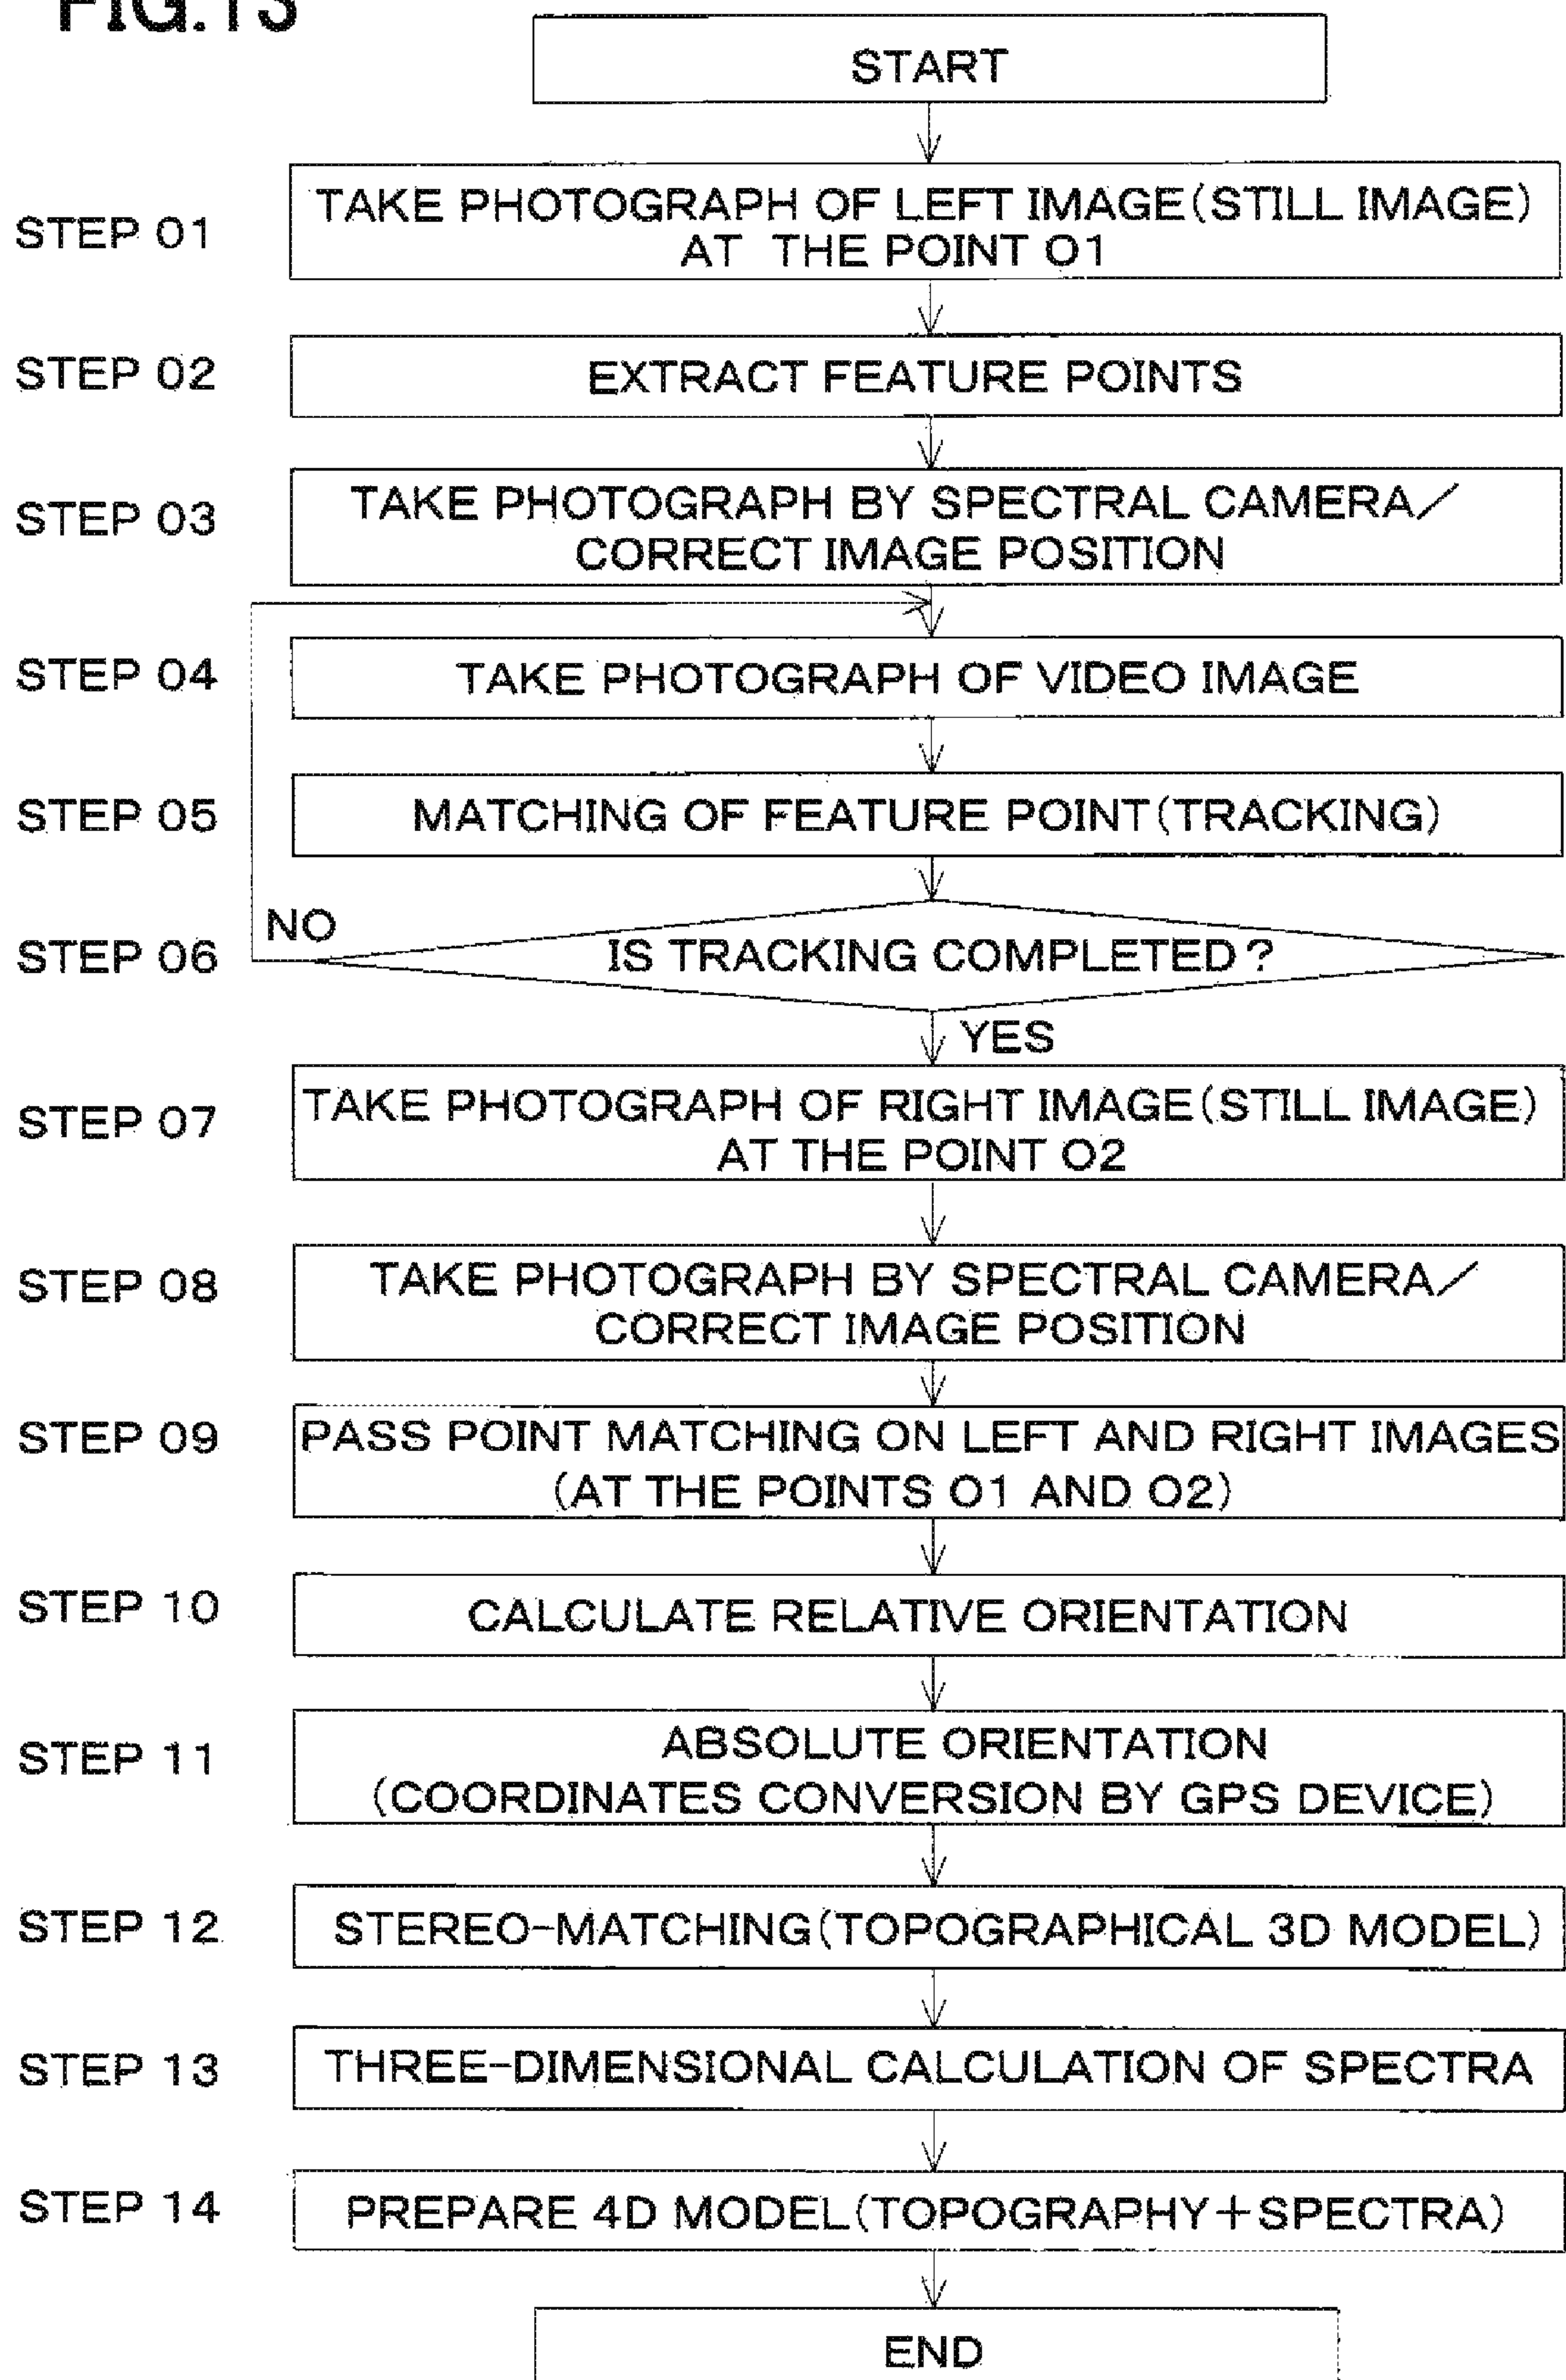 FIG.13
START
STEP 01
TAKE PHOTOGRAPH OF LEFT IMAGE(STILL IMAGE)
AT THE POINT O1
STEP 02
EXTRACT FEATURE POINTS
STEP 03
TAKE PHOTOGRAPH BY SPECTRAL CAMERA/
CORRECT IMAGE POSITION
STEP 04
TAKE PHOTOGRAPH OF VIDEO IMAGE
STEP 05
MATCHING OF FEATURE POINT(TRACKING)
NO
STEP 06
IS TRACKING COMPLETED?
YES
STEP 07
TAKE PHOTOGRAPH OF RIGHT IMAGE(STILL IMAGE)
AT THE POINT O2
STEP 08
TAKE PHOTOGRAPH BY SPECTRAL CAMERA/
CORRECT IMAGE POSITION
STEP 09
PASS POINT MATCHING ON LEFT AND RIGHT IMAGES
(AT THE POINTS O1 AND O2)
STEP 10
CALCULATE RELATIVE ORIENTATION
STEP 11
ABSOLUTE ORIENTATION
(COORDINATES CONVERSION BY GPS DEVICE)
STEP 12
STEREO-MATCHING(TOPOGRAPHICAL 3D MODEL)
STEP 13
THREE-DIMENSIONAL CALCULATION OF SPECTRA
STEP 14
PREPARE 4D MODEL(TOPOGRAPHY+SPECTRA)
END